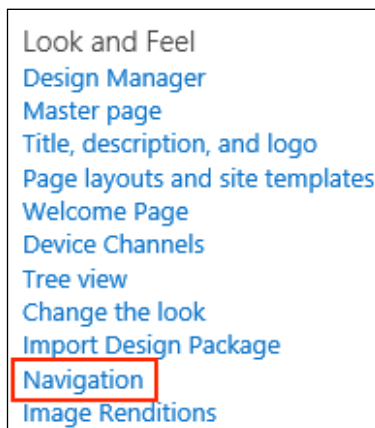 Look and Feel
Design Manager
Master page
Title, description, and logo
Page layouts and site templates
Welcome Page
Device Channels
Tree view
Change the look
Import Design Package
Navigation
Image Renditions